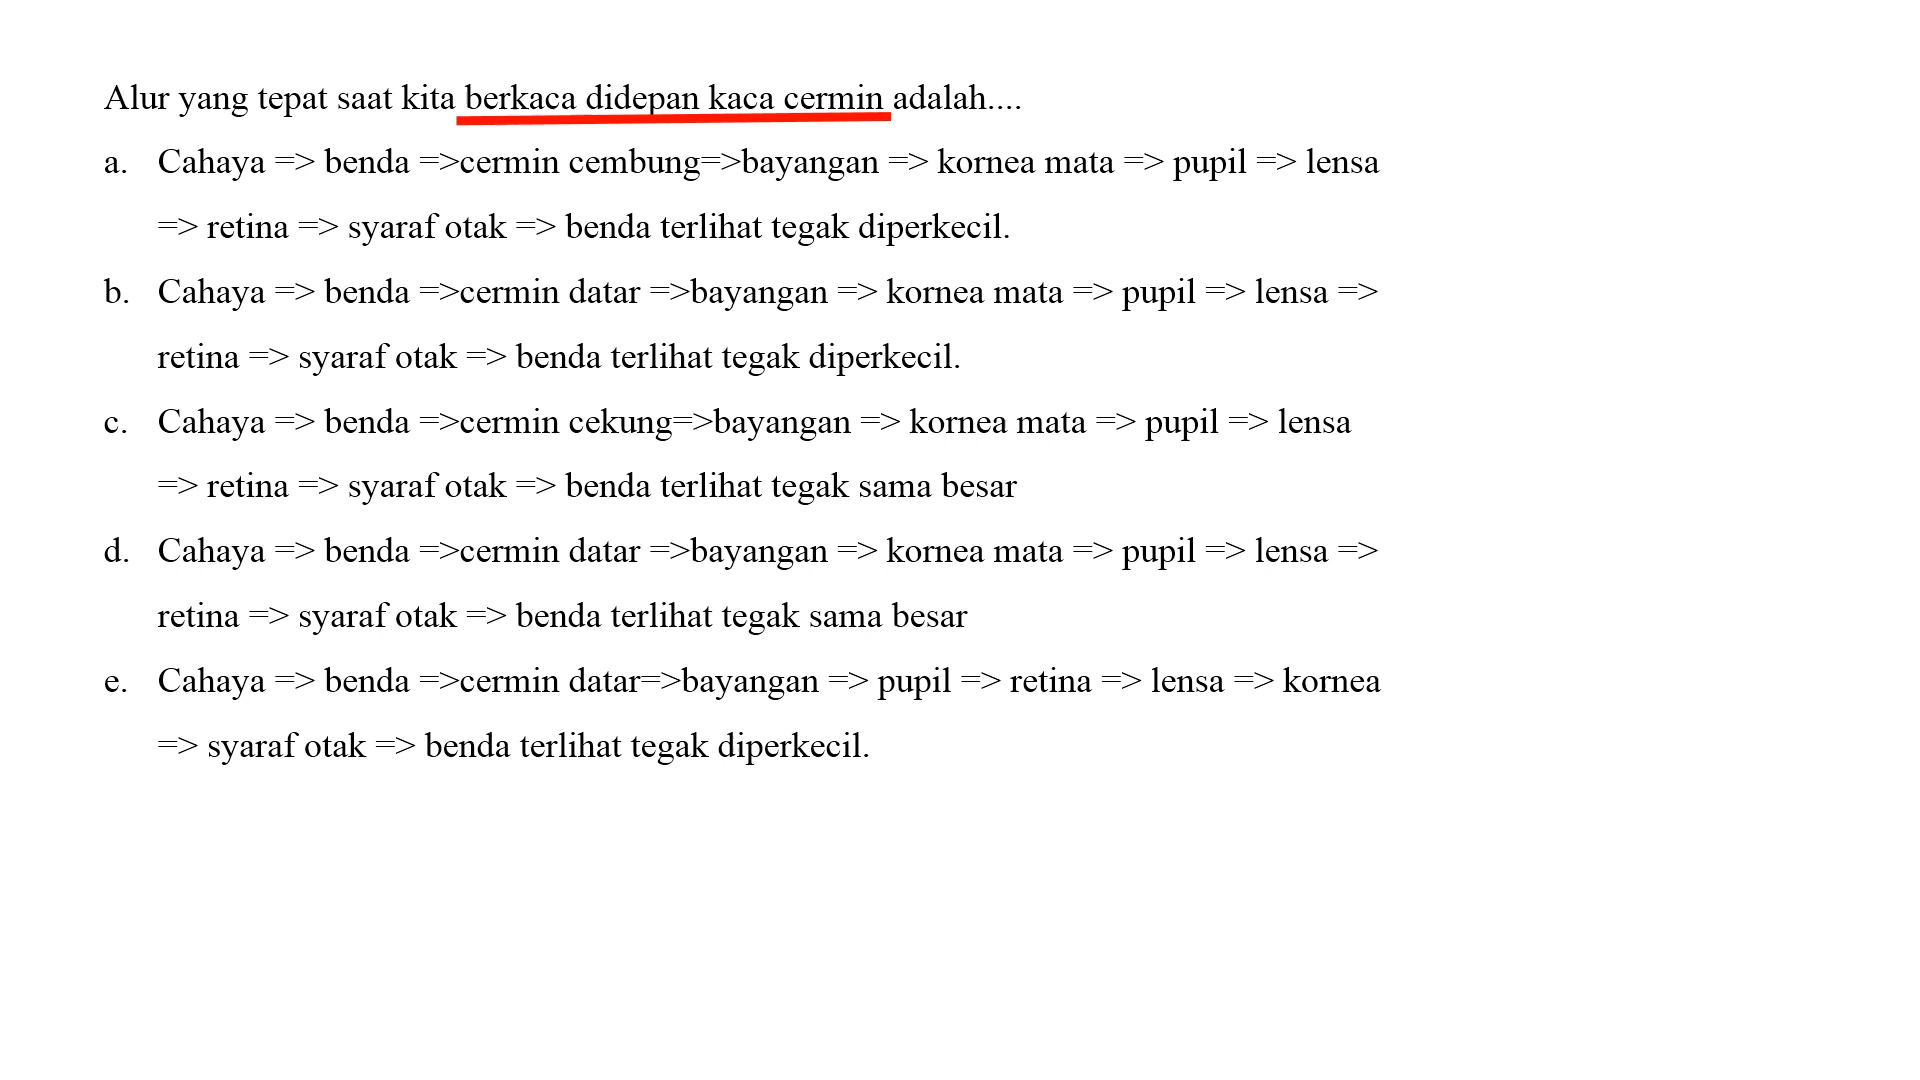 Alur yang tepat saat kita berkaca didepan kaca cermin adalah....
a. Cahaya => benda =>cermin cembung=>bayangan => kornea mata => pupil => lensa
=> retina => syaraf otak => benda terlihat tegak diperkecil.
b. Cahaya => benda =>cermin datar =>bayangan => kornea mata => pupil => lensa =>
retina => syaraf otak => benda terlihat tegak diperkecil.
c. Cahaya => benda =>cermin cekung=>bayangan => kornea mata => pupil => lensa
=> retina => syaraf otak => benda terlihat tegak sama besar
d. Cahaya => benda =>cermin datar =>bayangan => kornea mata => pupil => lensa =>
retina => syaraf otak => benda terlihat tegak sama besar
e. Cahaya => benda =>cermin datar=>bayangan => pupil => retina => lensa => kornea
=> syaraf otak => benda terlihat tegak diperkecil.